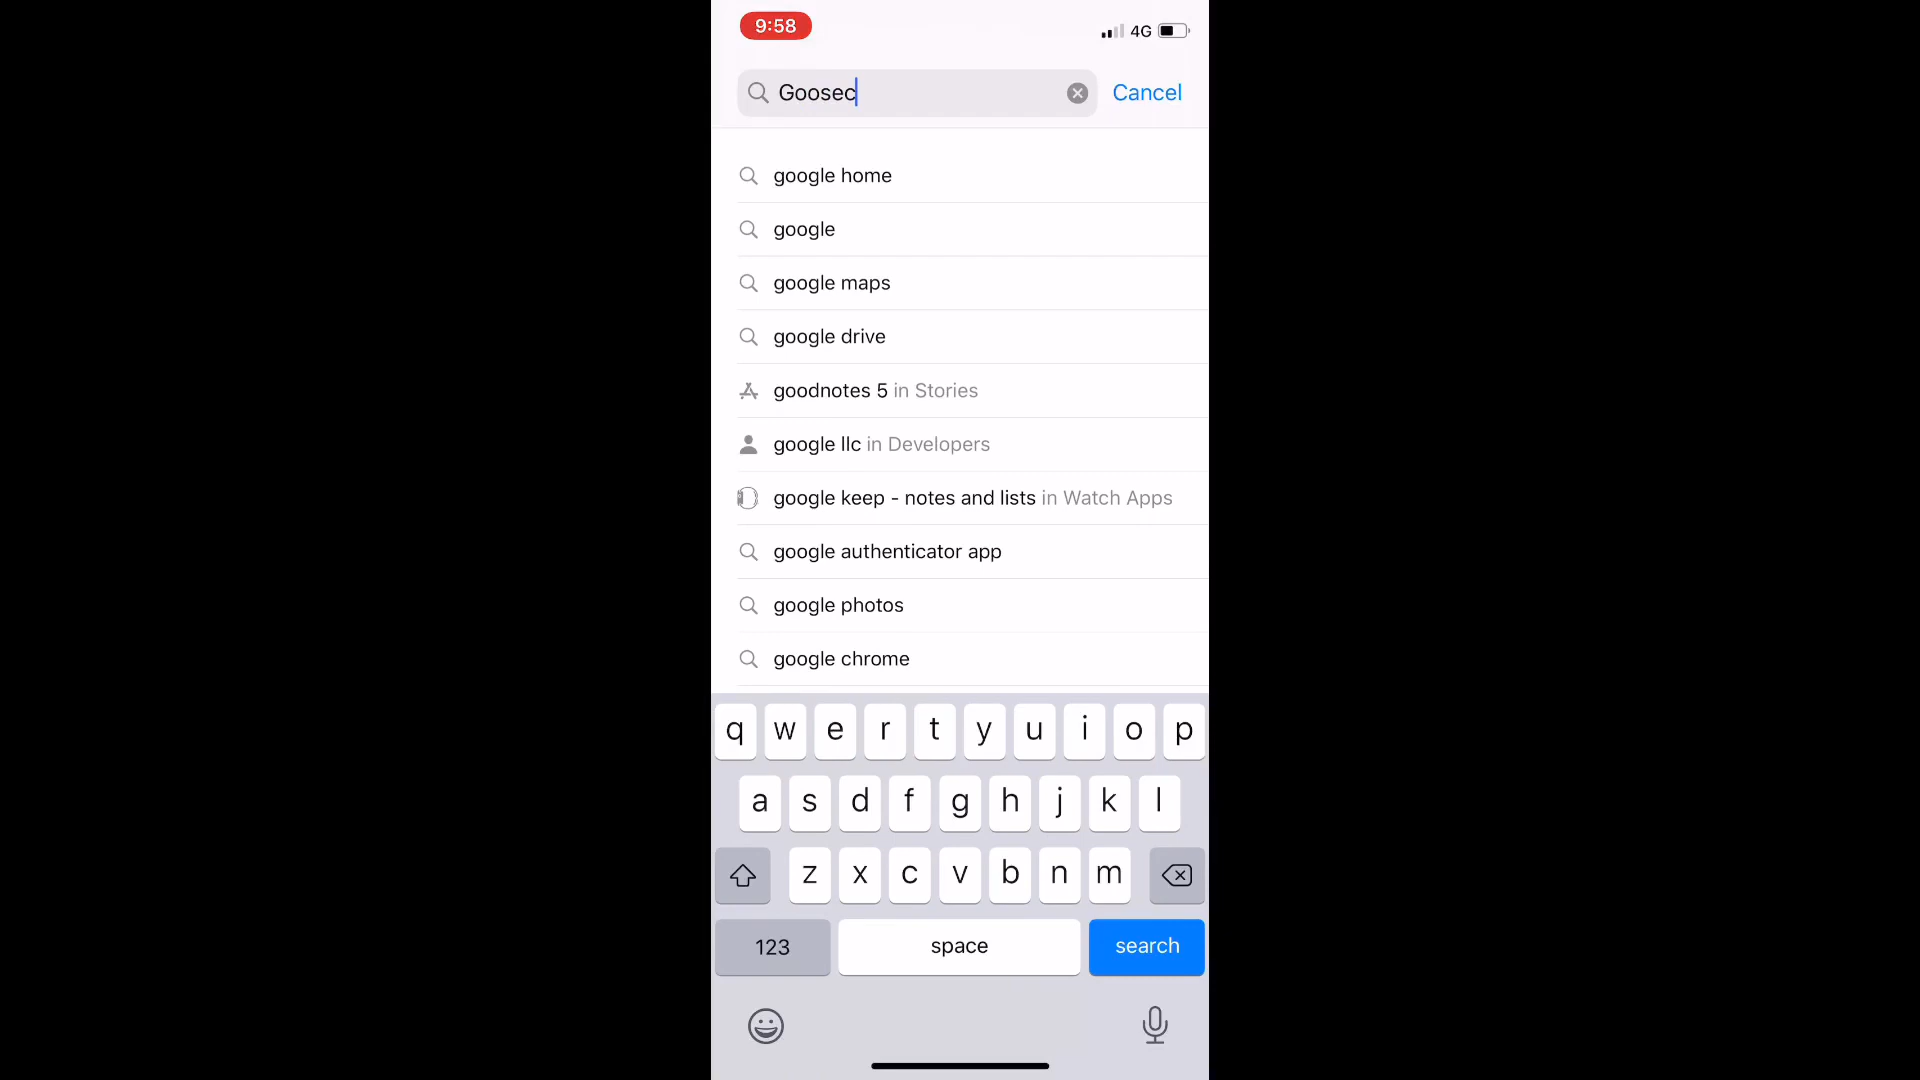 9:58
4G
Goosec
Cancel
google home
google
google maps
google drive
goodnotes 5 in Stories
google llc in Developers
google keep - notes and lists in Watch Apps
google authenticator app
google photos
google chrome
q w e r t y u i o p
a s d f g h j k l
z x c v b n m
123 space search